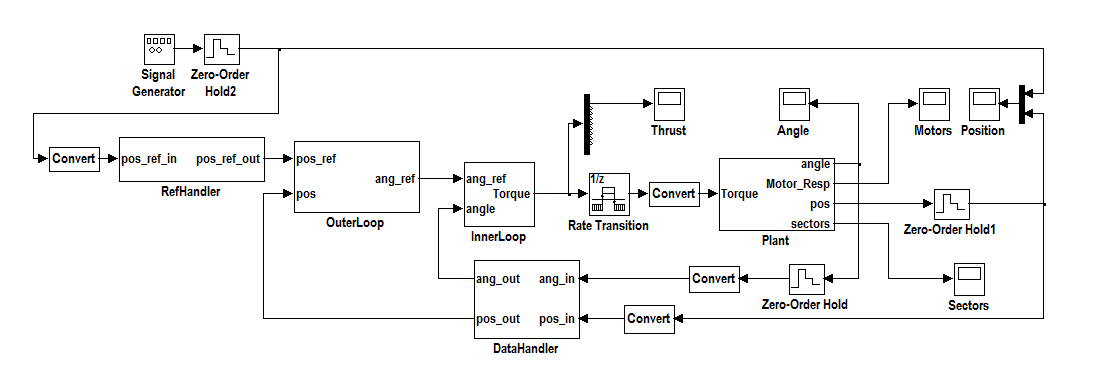 Signal
Generator
Zero-Order
Hold2
Convert
pos_ref_in
pos_ref_out
RefHandler
pos_ref
pos
ang_ref
OuterLoop
ang_ref
angle
Torque
InnerLoop
Thrust
1/z
Rate Transition
Convert
Angle
Torque
angle
Motor_Resp
pos
sectors
Plant
Motors
Position
Zero-Order Hold1
Sectors
Zero-Order Hold
Convert
Convert
ang_out
ang_in
pos_out
pos_in
DataHandler